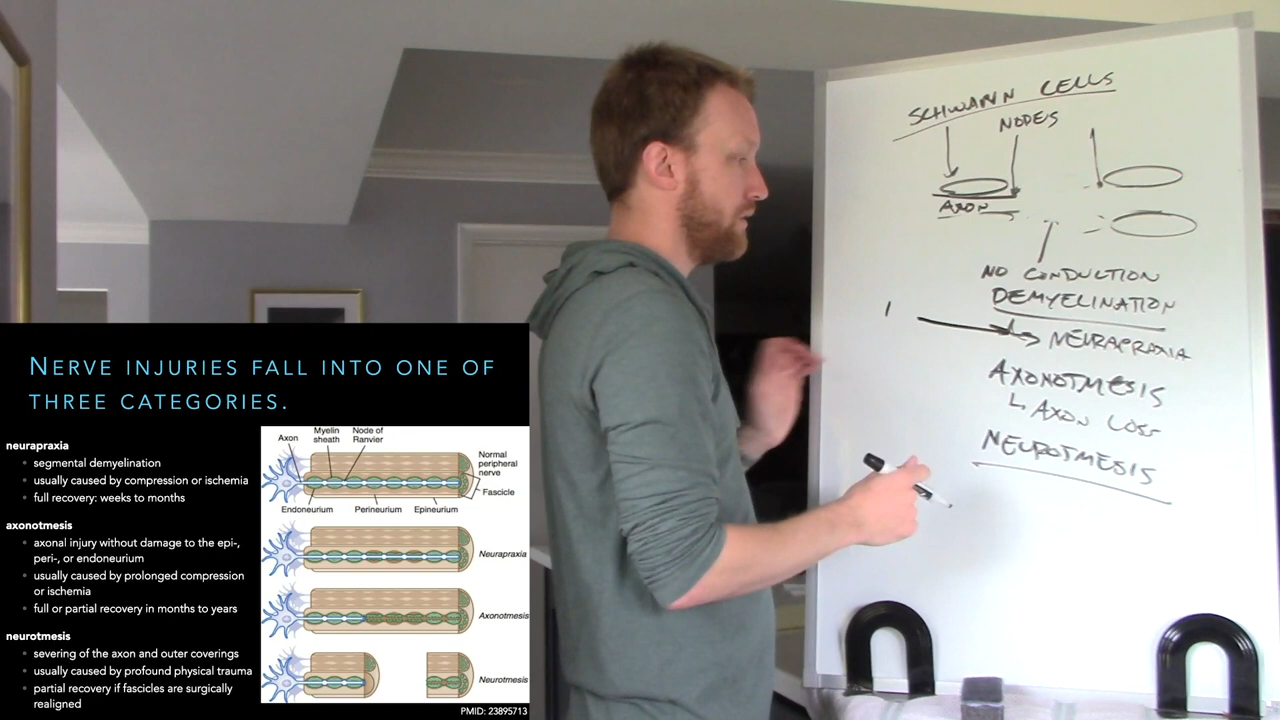 SCHWANN CELLS
NODES
AXON
NO CONDUCTION
DEMYELINATION
NEURAPRAXIA
AXONOTMESIS
AXON LOSS
NEUROTMESIS
NERVE INJURIES FALL INTO ONE OF
THREE CATEGORIES.
neurapraxia
segmental demyelination
usually caused by compression or ischemia
full recovery: weeks to months
axonotmesis
axonal injury without damage to the epi-,
peri-, or endoneurium
usually caused by prolonged compression
or ischemia
full or partial recovery in months to years
neurotmesis
severing of the axon and outer coverings
usually caused by profound physical trauma
partial recovery if fascicles are surgically
realigned
Axon
Myelin
sheath
Node of
Ranvier
Normal
peripheral
nerve
Fascicle
Endoneurium
Perineurium
Epineurium
Neurapraxia
Axonotmesis
Neurotmesis
PMID: 23895713